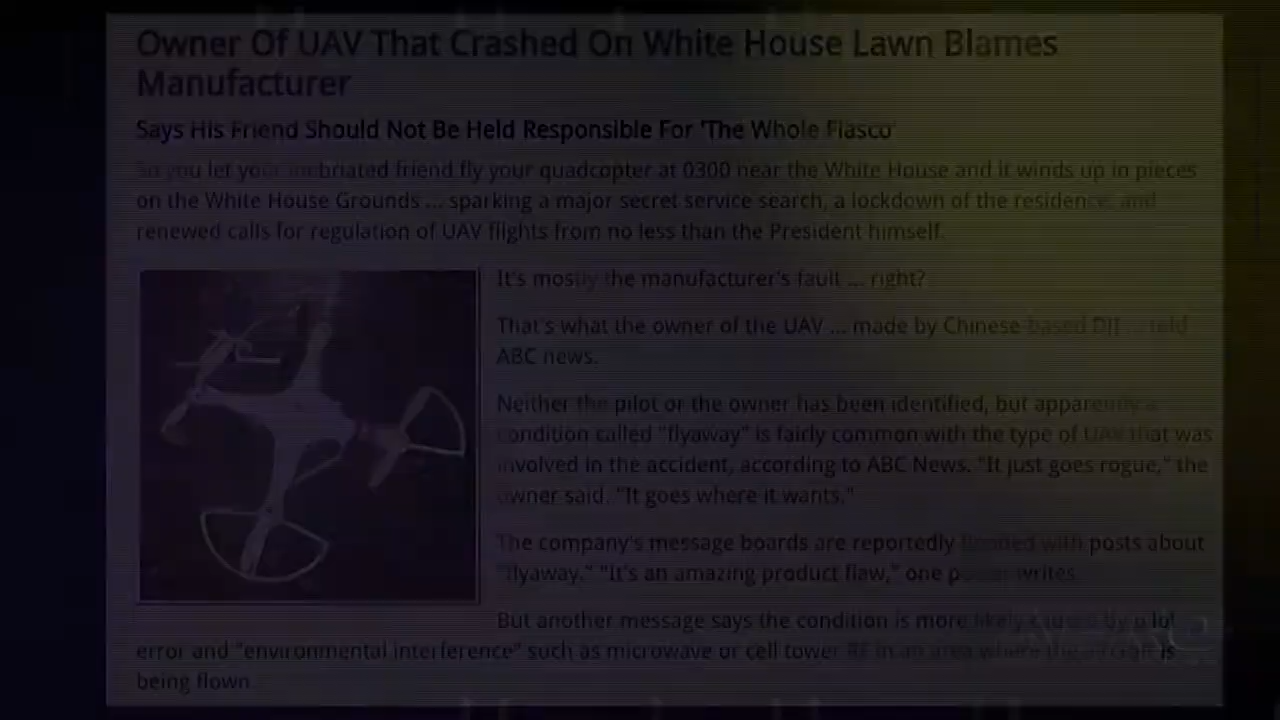 Owner Of UAV That Crashed On White House Lawn Blames
Manufacturer
Says His Friend Should Not Be Held Responsible For 'The Whole Fiasco'
So you let your inebriated friend fly your quadcopter at 0300 near the White House and it winds up in pieces
on the White House Grounds ... sparking a major secret service search, a lockdown of the residence, and
renewed calls for regulation of UAV flights from no less than the President himself.
It's mostly the manufacturer's fault ... right?
That's what the owner of the UAV ... made by Chinese-based DJI ... told
ABC news.
Neither the pilot or the owner has been identified, but apparently a
condition called "flyaway" is fairly common with the type of UAV that was
involved in the accident, according to ABC News. "It just goes rogue," the
owner said. "It goes where it wants."
The company's message boards are reportedly flooded with posts about
"flyaway." "It's an amazing product flaw," one poster writes.
But another message says the condition is more likely caused by pilot
error and "environmental interference" such as microwave or cell tower RF in an area where the aircraft is
being flown.